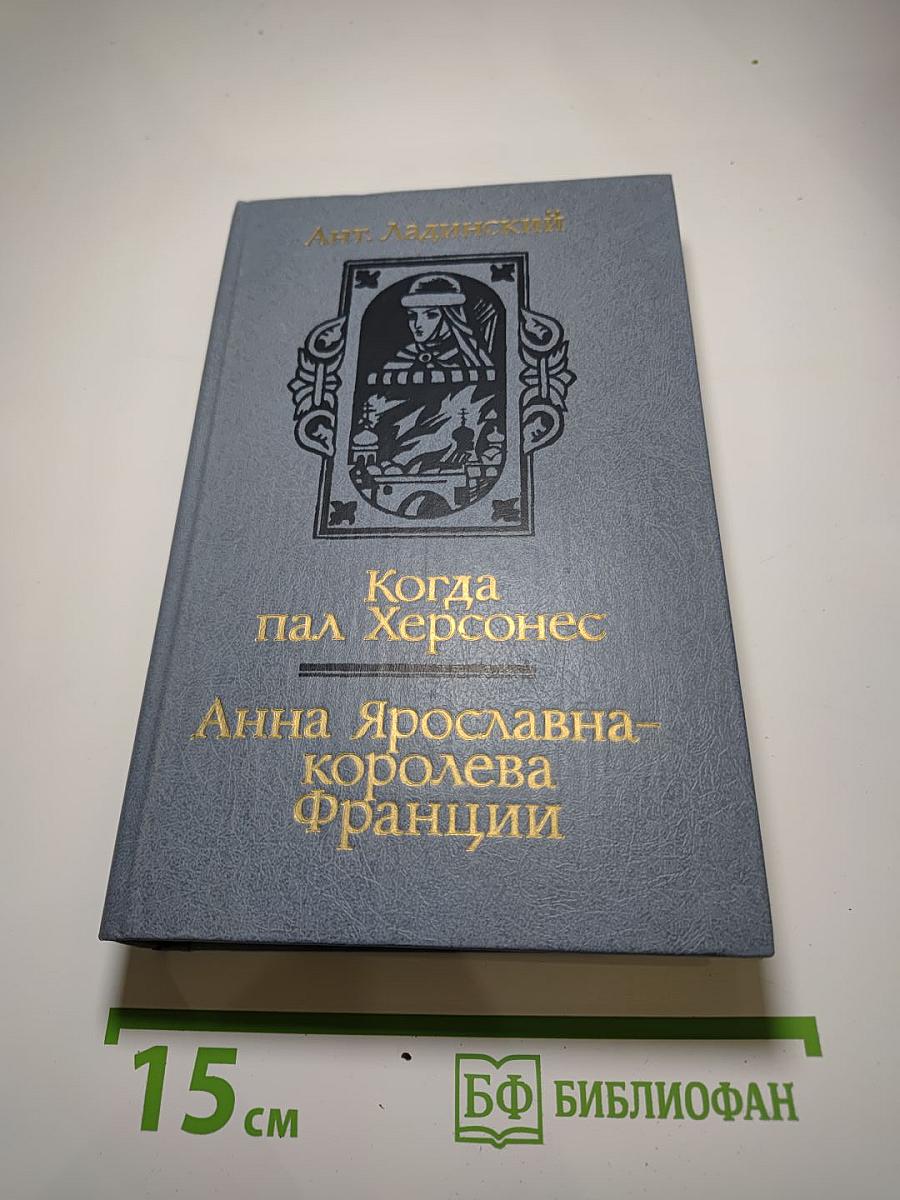 Ант. Ладинский
Когда
пал Херсонес
Анна Ярославна–
королева
Франции
15 см
БФ БИБЛИОФАН